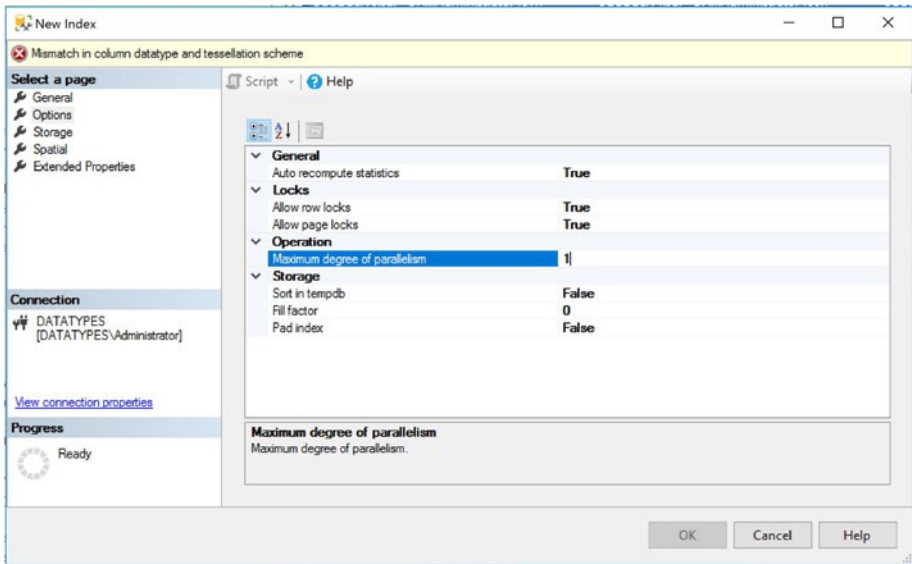 New Index
Mismatch in column datatype and tessellation scheme
Select a page
General
Options
Storage
Spatial
Extended Properties
Script
Help
General
Auto recompute statistics True
Locks
Allow row locks True
Allow page locks True
Operation
Maximum degree of parallelism 1
Storage
Sort in tempdb False
Fill factor 0
Pad index False
Connection
DATATYPES
[DATATYPES\Administrator]
View connection properties
Progress
Ready
Maximum degree of parallelism
Maximum degree of parallelism.
OK Cancel Help